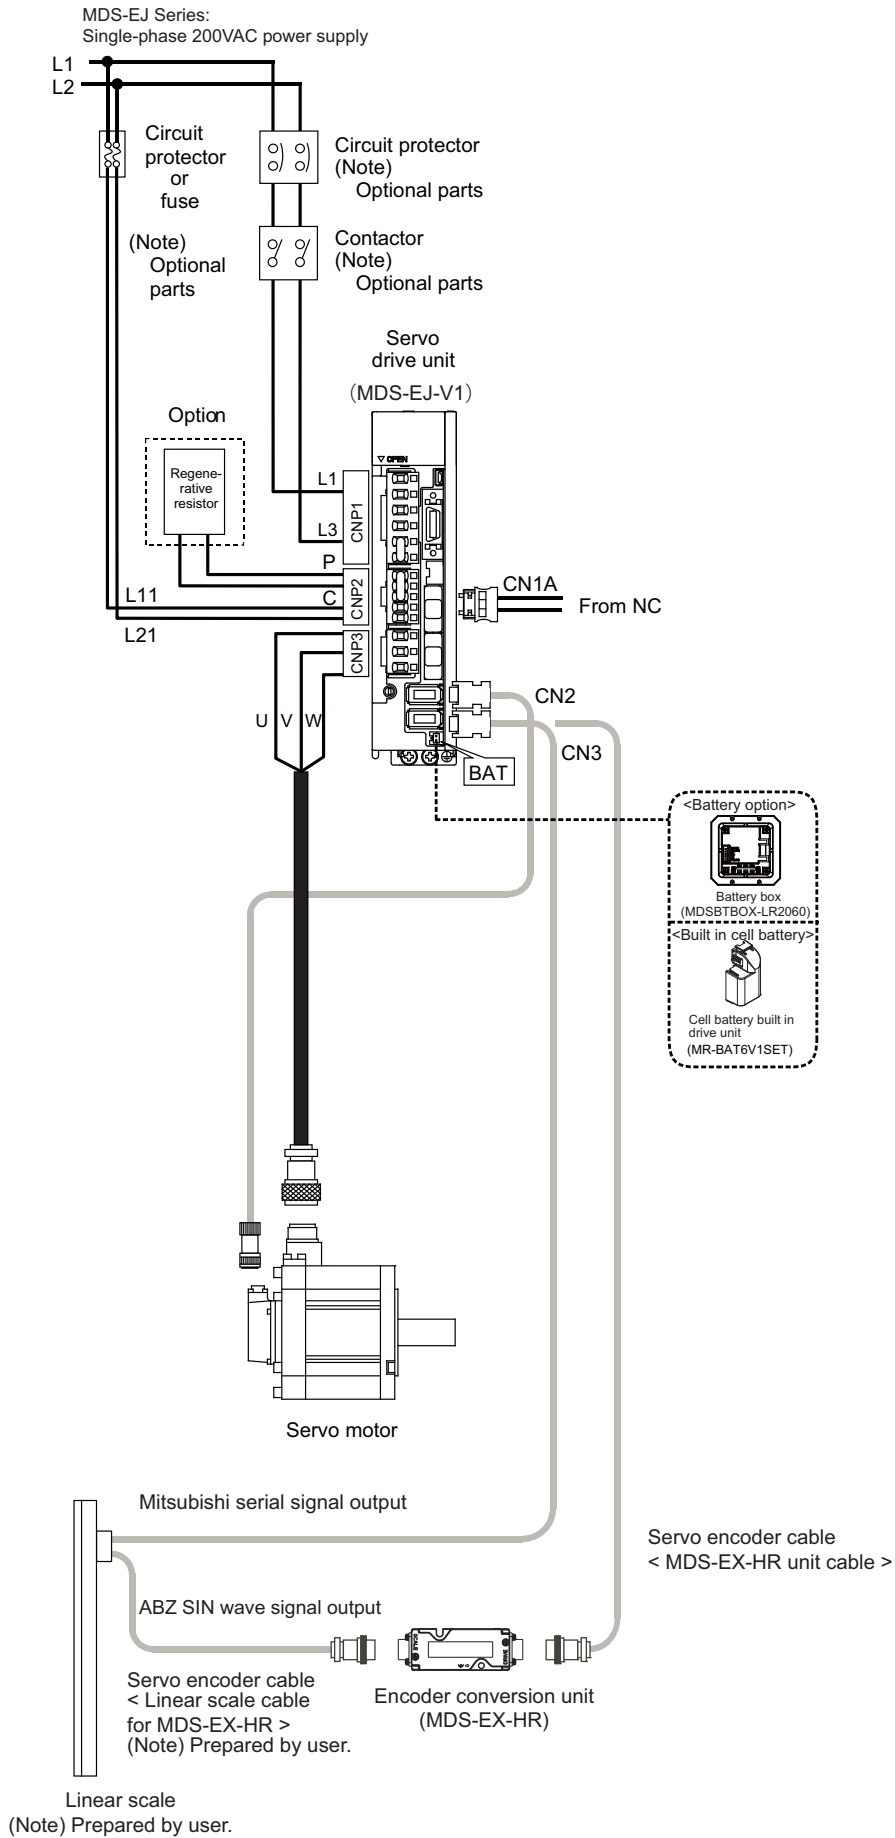 MDS-EJ Series:
Single-phase 200VAC power supply
L1
L2
Circuit
protector
or
fuse
(Note)
Optional
parts
Circuit protector
(Note)
Optional parts
Contactor
(Note)
Optional parts
Servo
drive unit
(MDS-EJ-V1)
Option
Regene-
rative
resistor
OPEN
L1
L3
CNP1
P
C
CNP2
L11
L21
CNP3
U V W
CN1A
From NC
CN2
CN3
BAT
<Battery option>
Battery box
(MDSBTBOX-LR2060)
<Built in cell battery>
Cell battery built in
drive unit
(MR-BAT6V1SET)
Servo motor
Mitsubishi serial signal output
Servo encoder cable
< MDS-EX-HR unit cable >
ABZ SIN wave signal output
SCALE
DRIVE
Servo encoder cable
< Linear scale cable
for MDS-EX-HR >
(Note) Prepared by user.
Encoder conversion unit
(MDS-EX-HR)
Linear scale
(Note) Prepared by user.